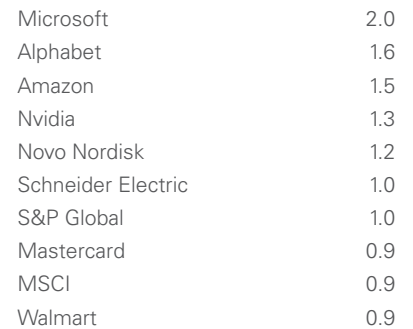 Microsoft 2.0
Alphabet 1.6
Amazon 1.5
Nvidia 1.3
Novo Nordisk 1.2
Schneider Electric 1.0
S&P Global 1.0
Mastercard 0.9
MSCI 0.9
Walmart 0.9